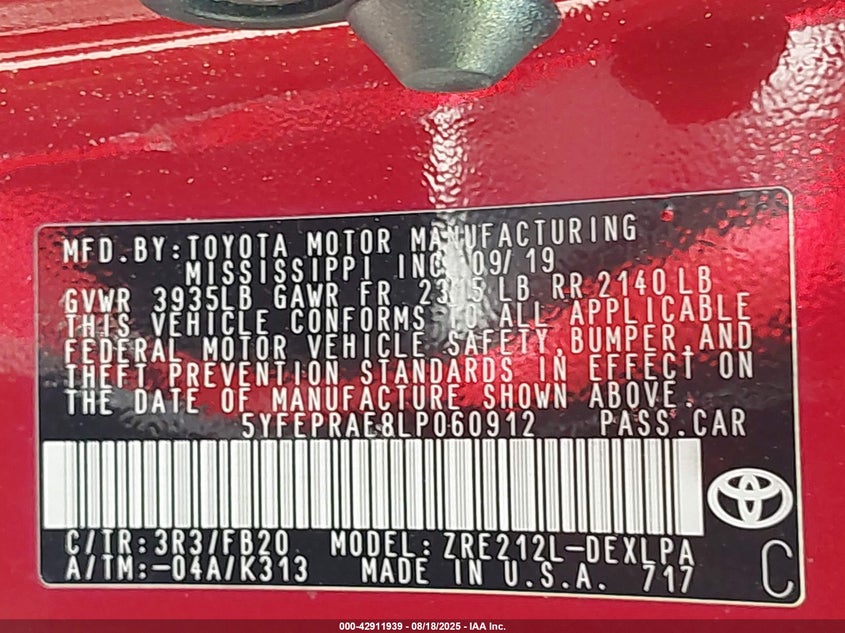 MFD.BY:TOYOTA MOTOR MANUFACTURING
MISSISSIPPI INC 09/19
GVWR 3935LB GAWR FR LB RR 2140LB
THIS VEHICLE CONFORMS TO ALL APPLICABLE
FEDERAL MOTOR VEHICLE SAFETY,BUMPER,AND
THEFT PREVENTION STANDARDS IN EFFECT ON
THE DATE OF MANUFACTURE SHOWN ABOVE.
5YFEPRAE8LP060912 PASS.CAR
C/TR:3R3/FB20 MODEL:ZRE212L-DEXLPA
A/TM:-04A/K313 MADE IN U.S.A. 717
C
000-42911939 - 08/18/2025 - IAA Inc.